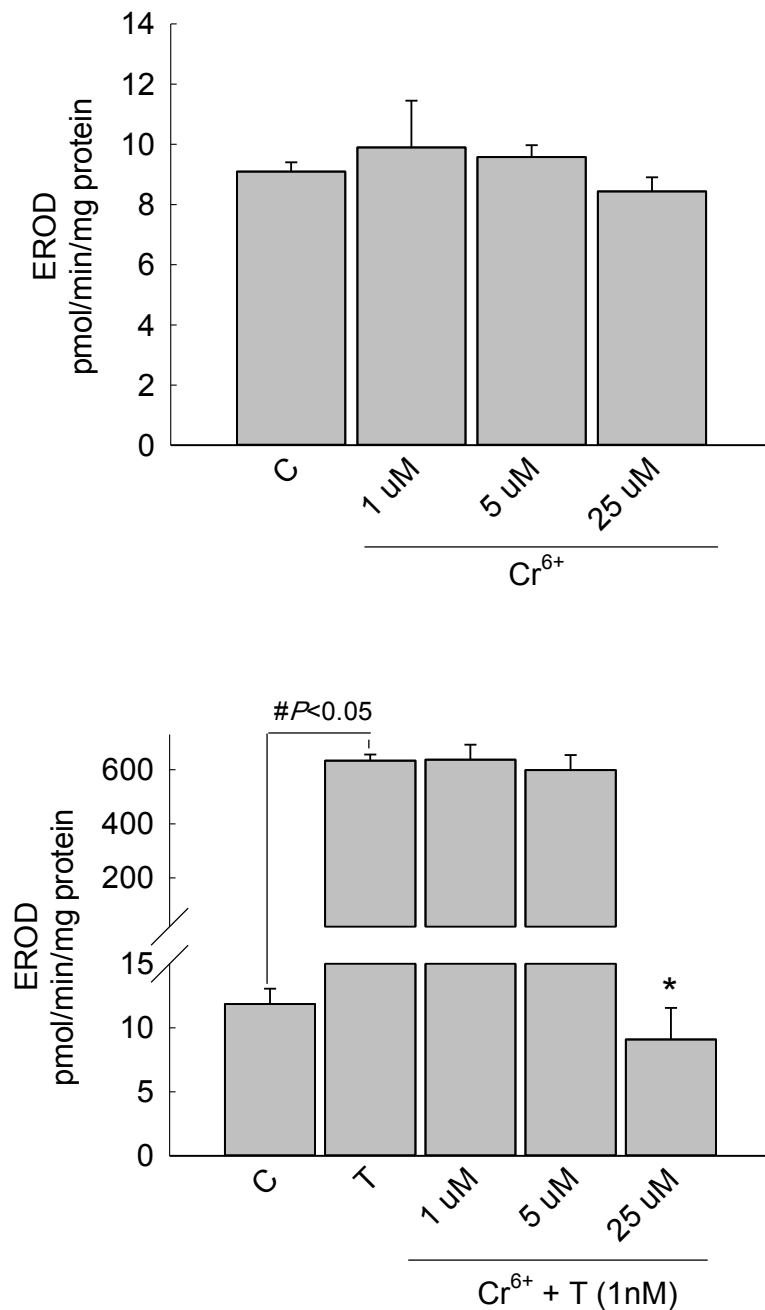 14
12
10
8
6
4
2
0
EROD
pmol/min/mg protein
C
1 uM
5 uM
25 uM
Cr⁶⁺
#P<0.05
600
400
200
15
10
5
0
EROD
pmol/min/mg protein
*
C
T
1 uM
5 uM
25 uM
Cr⁶⁺ + T (1nM)